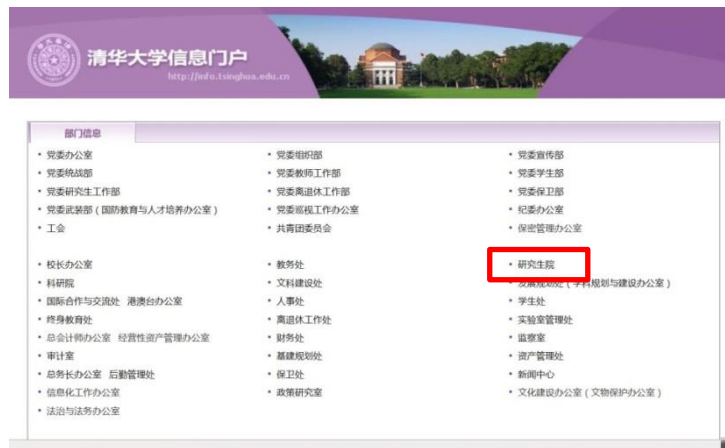 清华大学信息门户
http://info.tsinghua.edu.cn
部门信息
• 党委办公室 • 党委组织部 • 党委宣传部
• 党委统战部 • 党委教师工作部 • 党委学生部
• 党委研究生工作部 • 党委离退休工作部 • 党委保卫部
• 党委武装部（国防教育与人才培养办公室） • 党委巡视工作办公室 • 纪委办公室
• 工会 • 共青团委员会 • 保密管理办公室
• 校长办公室 • 教务处 • 研究生院
• 科研院 • 文科建设处 • 发展规划处（学科规划与建设办公室）
• 国际合作与交流处 港澳台办公室 • 人事处 • 学生处
• 终身教育处 • 离退休工作处 • 实验室管理处
• 总会计师办公室 经营性资产管理办公室 • 财务处 • 监察室
• 审计室 • 基建规划处 • 资产管理处
• 总务长办公室 后勤管理处 • 保卫处 • 新闻中心
• 信息化工作办公室 • 政策研究室 • 文化建设办公室（文物保护办公室）
• 法治与法务办公室